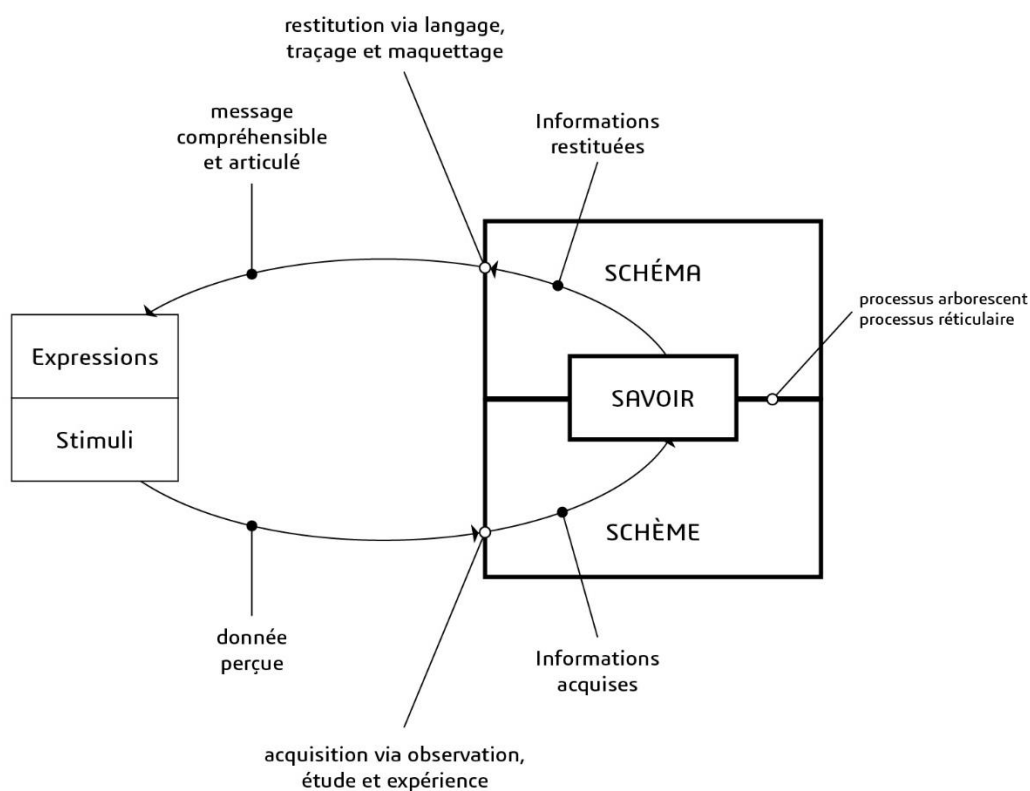 restitution via langage,
traçage et maquettage
message
compréhensible
et articulé
Informations
restituées
SCHÉMA
processus arborescent
processus réticulaire
Expressions
SAVOIR
Stimuli
SCHÈME
donnée
perçue
Informations
acquises
acquisition via observation,
étude et expérience